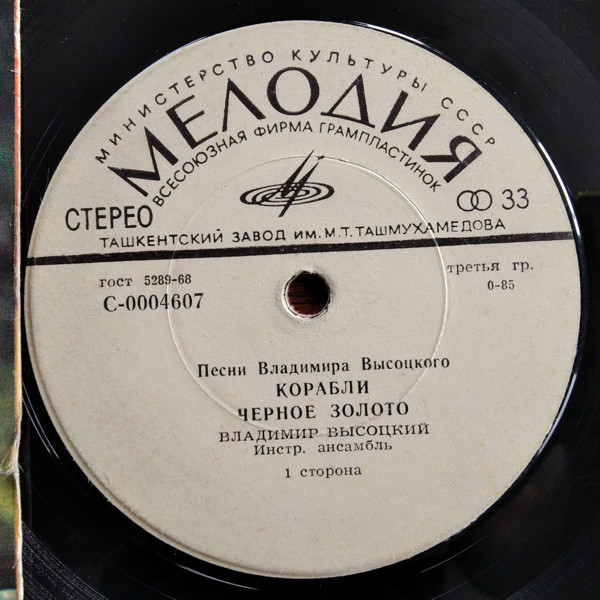 МИНИСТЕРСТВО КУЛЬТУРЫ СССР
МЕЛОДИЯ
ВСЕСОЮЗНАЯ ФИРМА ГРАМПЛАСТИНОК
СТЕРЕО
33
ТАШКЕНТСКИЙ ЗАВОД ИМ. М. Т. ТАШМУХАМЕДОВА
гост 5289-68
третья гр.
С-0004607
0-85
Песни Владимира Высоцкого
КОРАБЛИ
ЧЕРНОЕ ЗОЛОТО
ВЛАДИМИР ВЫСОЦКИЙ
Инстр. ансамбль
1 сторона